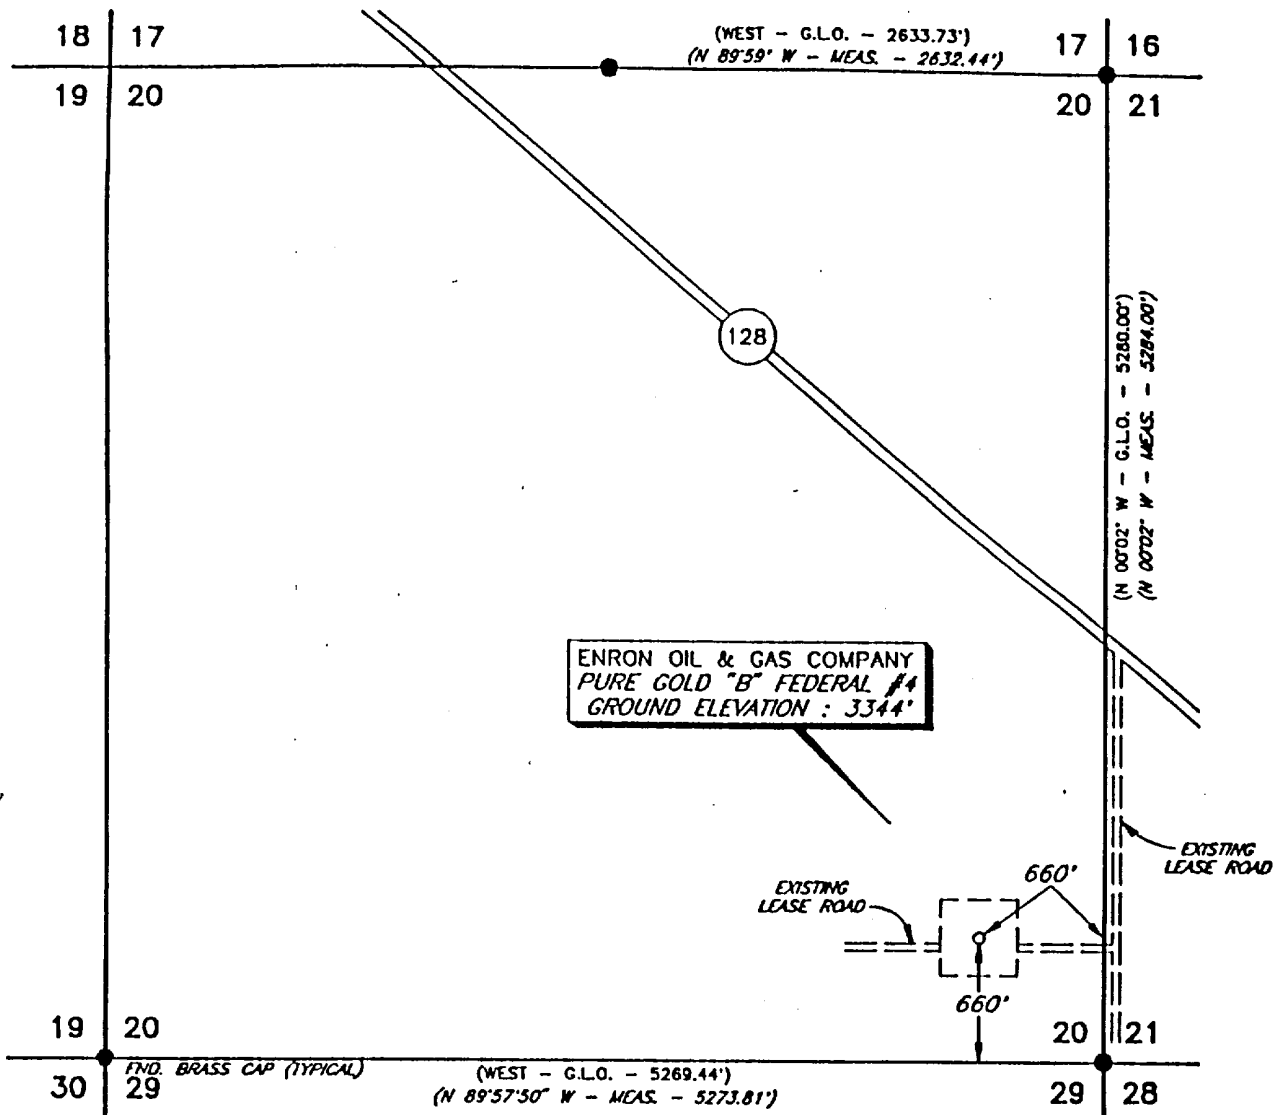 18 17
(WEST - G.L.O. - 2633.73')
(N 89°59' W - MEAS. - 2632.44')
17 16
19 20
20 21
128
(N 00°02' W - G.L.O. - 5280.00')
(N 00°02' W - MEAS. - 5284.00')
ENRON OIL & GAS COMPANY
PURE GOLD "B" FEDERAL #4
GROUND ELEVATION : 3344'
EXISTING
LEASE ROAD
660'
EXISTING
LEASE ROAD
660'
19 20
20 21
FND. BRASS CAP (TYPICAL)
30 29
(WEST - G.L.O. - 5269.44')
(N 89°57'50" W - MEAS. - 5273.81')
29 28